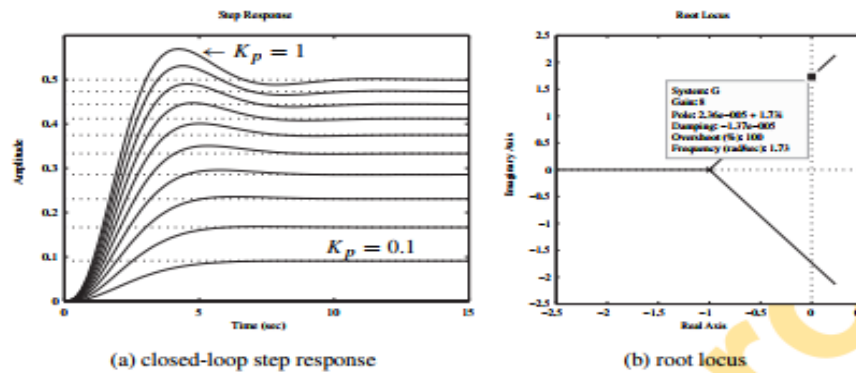 Step Response
← Kp = 1
0.5
0.4
0.3
0.2
0.1
0
Kp = 0.1
Amplitude
0 5 10 15
Time (sec)
(a) closed-loop step response
Root Locus
2.5
2
1.5
1
0.5
0
−0.5
−1
−1.5
−2
−2.5
System: G
Gain: 8
Pole: 2.36e−005 + 1.73i
Damping: −1.37e−005
Overshoot (%): 100
Frequency (rad/sec): 1.73
Imaginary Axis
−2.5 −2 −1.5 −1 −0.5 0
Real Axis
(b) root locus